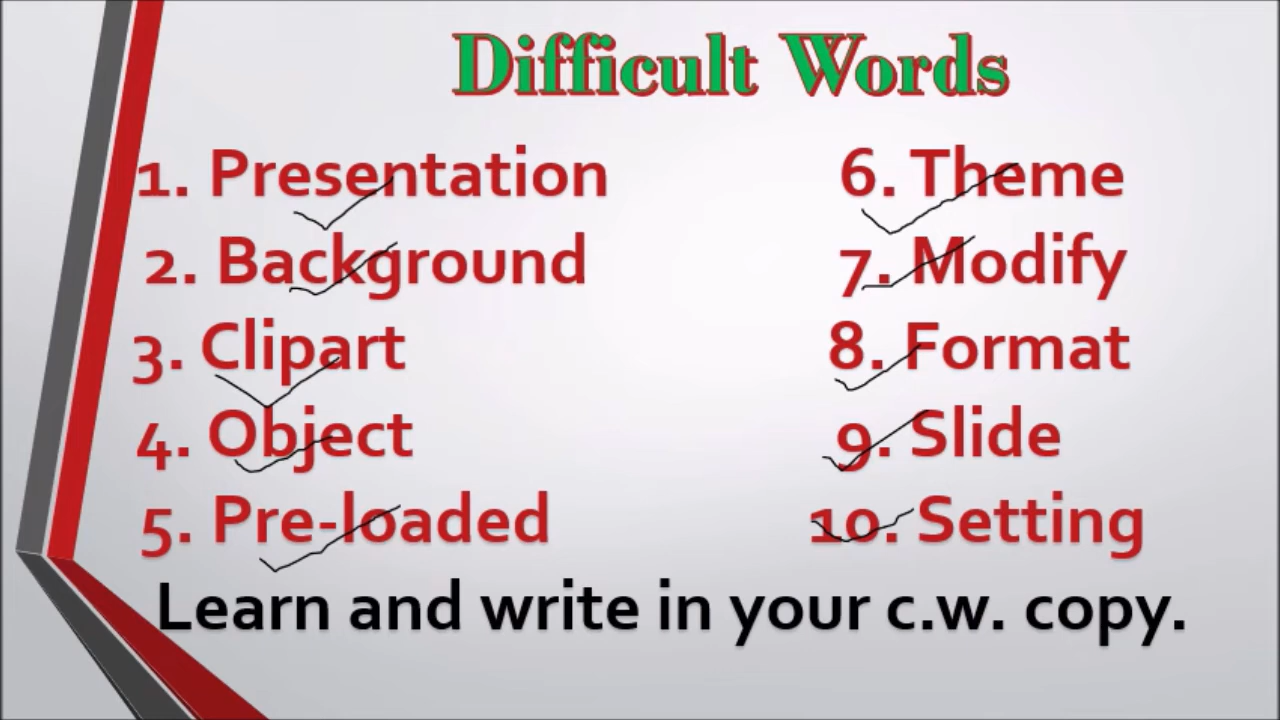 Difficult Words
1. Presentation
2. Background
3. Clipart
4. Object
5. Pre-loaded
6. Theme
7. Modify
8. Format
9. Slide
10. Setting
Learn and write in your c.w. copy.